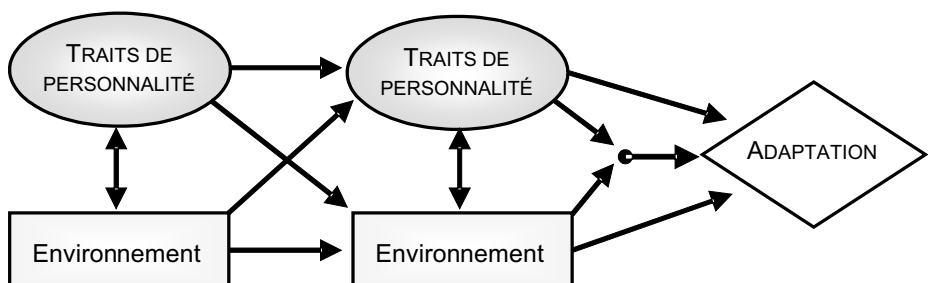 TRAITS DE
PERSONNALITÉ
TRAITS DE
PERSONNALITÉ
ADAPTATION
Environnement
Environnement